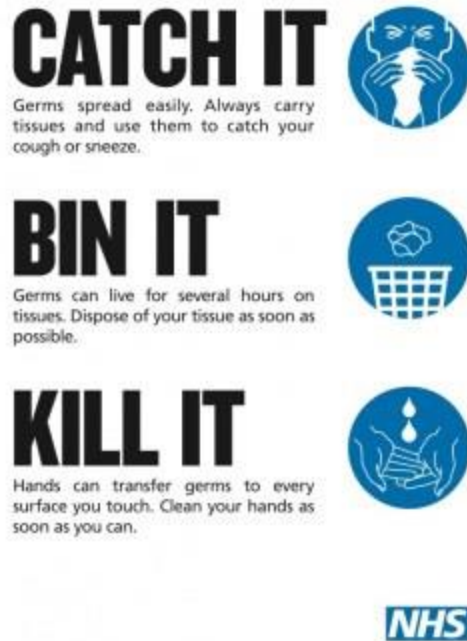 CATCH IT
Germs spread easily. Always carry
tissues and use them to catch your
cough or sneeze.
BIN IT
Germs can live for several hours on
tissues. Dispose of your tissue as soon as
possible.
KILL IT
Hands can transfer germs to every
surface you touch. Clean your hands as
soon as you can.
NHS